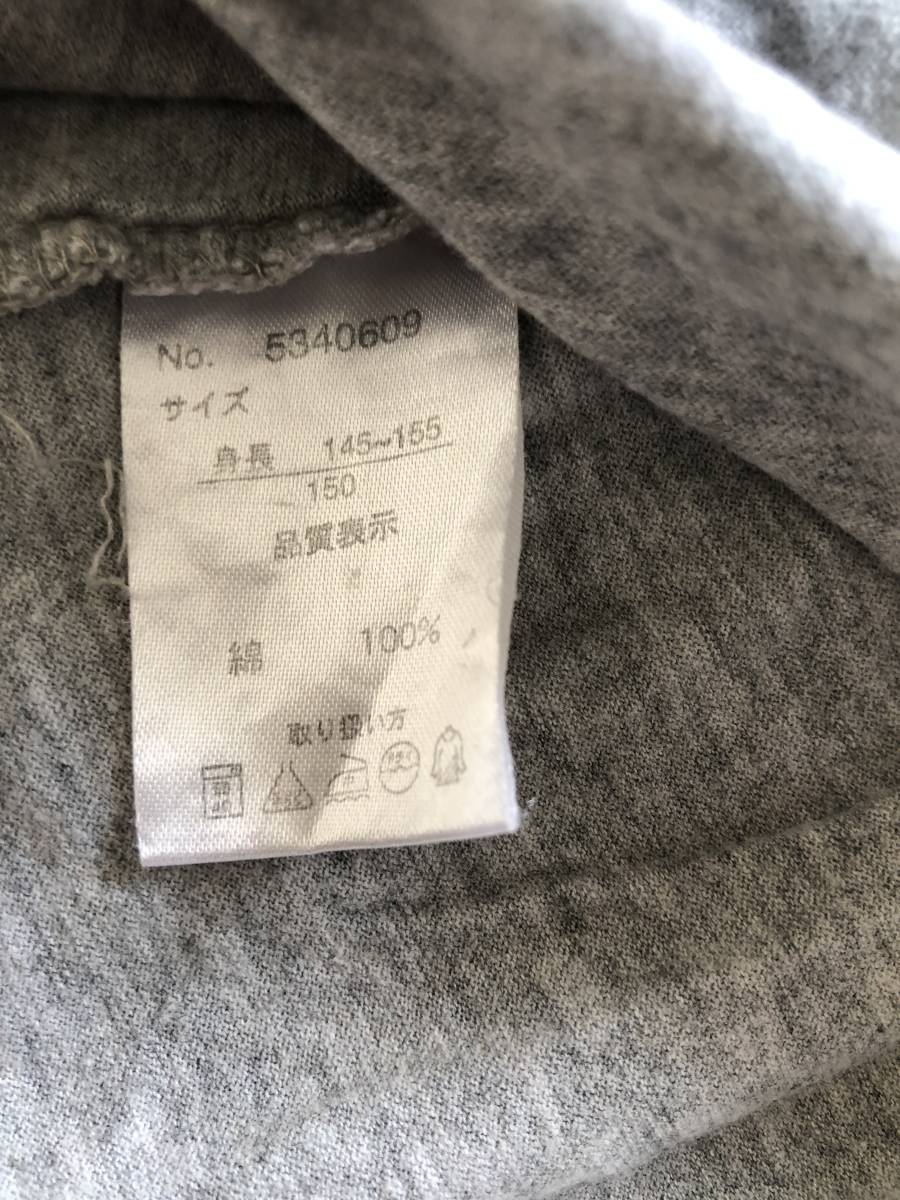 No. 5340609
サイズ
身長 145~155
150
品質表示
綿 100%
取り扱い方